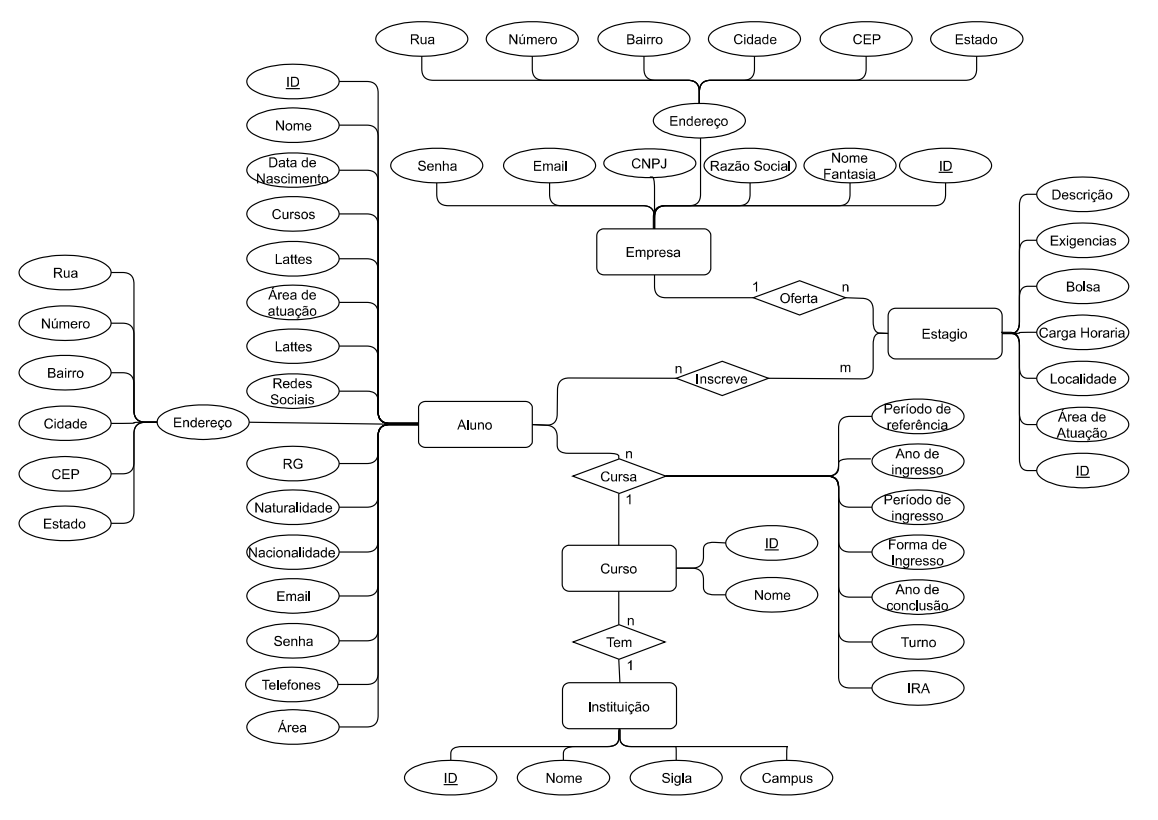 Rua
Número
Bairro
Cidade
CEP
Estado
Endereço
Senha
Email
CNPJ
Razão Social
Nome
Fantasia
ID
Empresa
1
Oferta
n
Estagio
Descrição
Exigencias
Bolsa
Carga Horaria
Localidade
Área de
Atuação
ID
n
Inscreve
m
ID
Nome
Data de
Nascimento
Cursos
Lattes
Área de
atuação
Lattes
Redes
Sociais
Rua
Número
Bairro
Cidade
CEP
Estado
Endereço
Aluno
RG
Naturalidade
Nacionalidade
Email
Senha
Telefones
Área
n
Cursa
1
Período de
referência
Ano de
ingresso
Período de
ingresso
Forma de
Ingresso
Ano de
conclusão
Turno
IRA
Curso
ID
Nome
n
Tem
1
Instituição
ID
Nome
Sigla
Campus